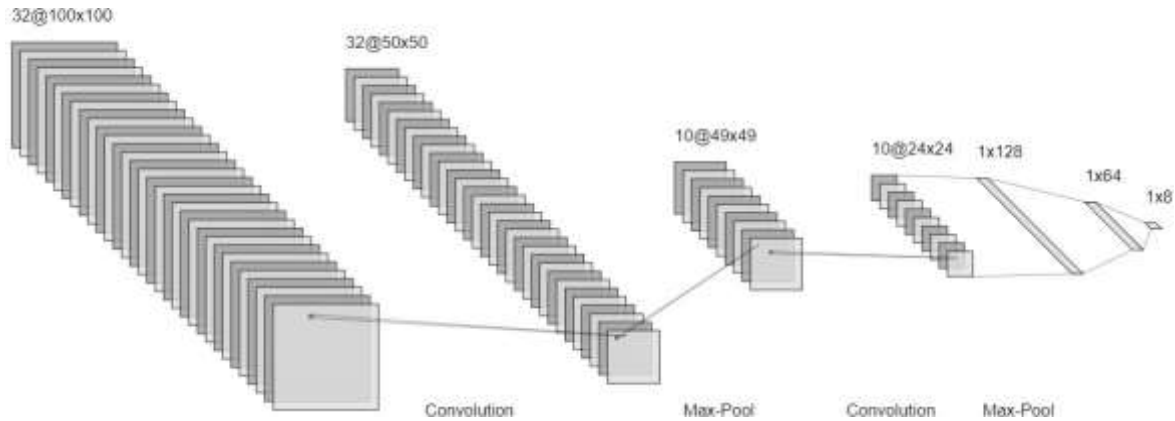 32@100x100
32@50x50
10@49x49
10@24x24
1x128
1x64
1x8
Convolution
Max-Pool
Convolution
Max-Pool